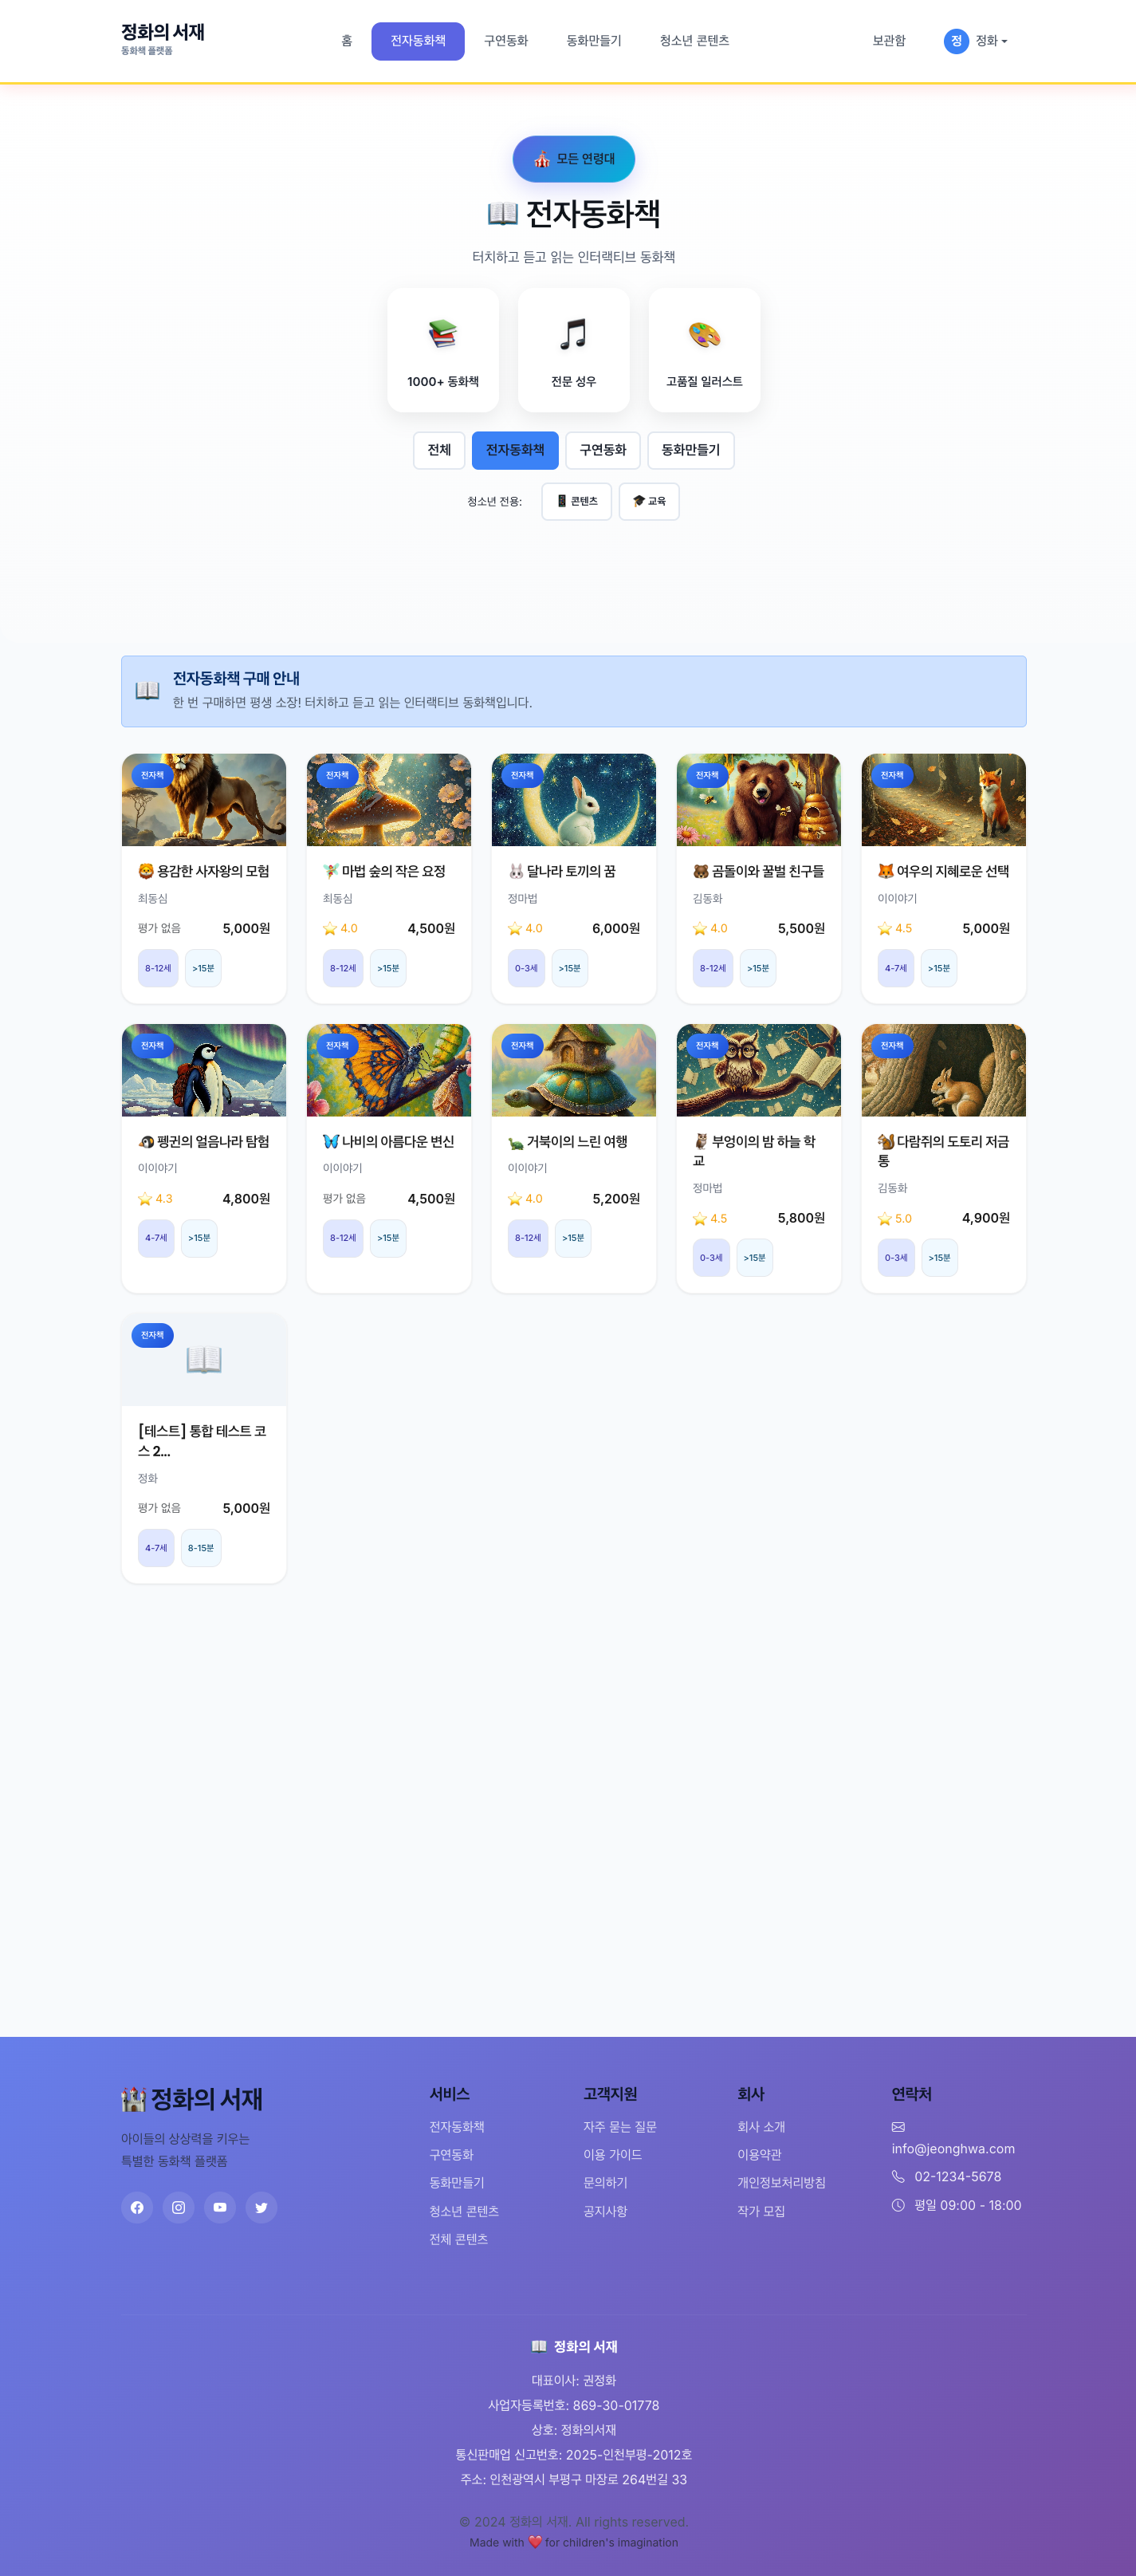 정화의 서재
동화책 플랫폼
홈
전자동화책
구연동화
동화만들기
청소년 콘텐츠
보관함
정
정화
🎪 모든 연령대
📖 전자동화책
터치하고 듣고 읽는 인터랙티브 동화책
1000+ 동화책
전문 성우
고품질 일러스트
전체
전자동화책
구연동화
동화만들기
청소년 전용:
📱 콘텐츠
🎓 교육
전자동화책 구매 안내
한 번 구매하면 평생 소장! 터치하고 듣고 읽는 인터랙티브 동화책입니다.
전자책
🦁 용감한 사자왕의 모험
최동심
평가 없음
5,000원
8-12세
>15분
전자책
🧚 마법 숲의 작은 요정
최동심
⭐ 4.0
4,500원
8-12세
>15분
전자책
🐰 달나라 토끼의 꿈
정마법
⭐ 4.0
6,000원
0-3세
>15분
전자책
🐻 곰돌이와 꿀벌 친구들
김동화
⭐ 4.0
5,500원
8-12세
>15분
전자책
🦊 여우의 지혜로운 선택
이이야기
⭐ 4.5
5,000원
4-7세
>15분
전자책
🐧 펭귄의 얼음나라 탐험
이이야기
⭐ 4.3
4,800원
4-7세
>15분
전자책
🦋 나비의 아름다운 변신
이이야기
평가 없음
4,500원
8-12세
>15분
전자책
🐢 거북이의 느린 여행
이이야기
⭐ 4.0
5,200원
8-12세
>15분
전자책
🦉 부엉이의 밤 하늘 학
교
정마법
⭐ 4.5
5,800원
0-3세
>15분
전자책
🐿️ 다람쥐의 도토리 저금
통
김동화
⭐ 5.0
4,900원
0-3세
>15분
전자책
[테스트] 통합 테스트 코
스 2...
정화
평가 없음
5,000원
4-7세
8-15분
🏰 정화의 서재
아이들의 상상력을 키우는
특별한 동화책 플랫폼
서비스
전자동화책
구연동화
동화만들기
청소년 콘텐츠
전체 콘텐츠
고객지원
자주 묻는 질문
이용 가이드
문의하기
공지사항
회사
회사 소개
이용약관
개인정보처리방침
작가 모집
연락처
info@jeonghwa.com
02-1234-5678
평일 09:00 - 18:00
📖 정화의 서재
대표이사: 권정화
사업자등록번호: 869-30-01778
상호: 정화의서재
통신판매업 신고번호: 2025-인천부평-2012호
주소: 인천광역시 부평구 마장로 264번길 33
© 2024 정화의 서재. All rights reserved.
Made with ❤️ for children's imagination